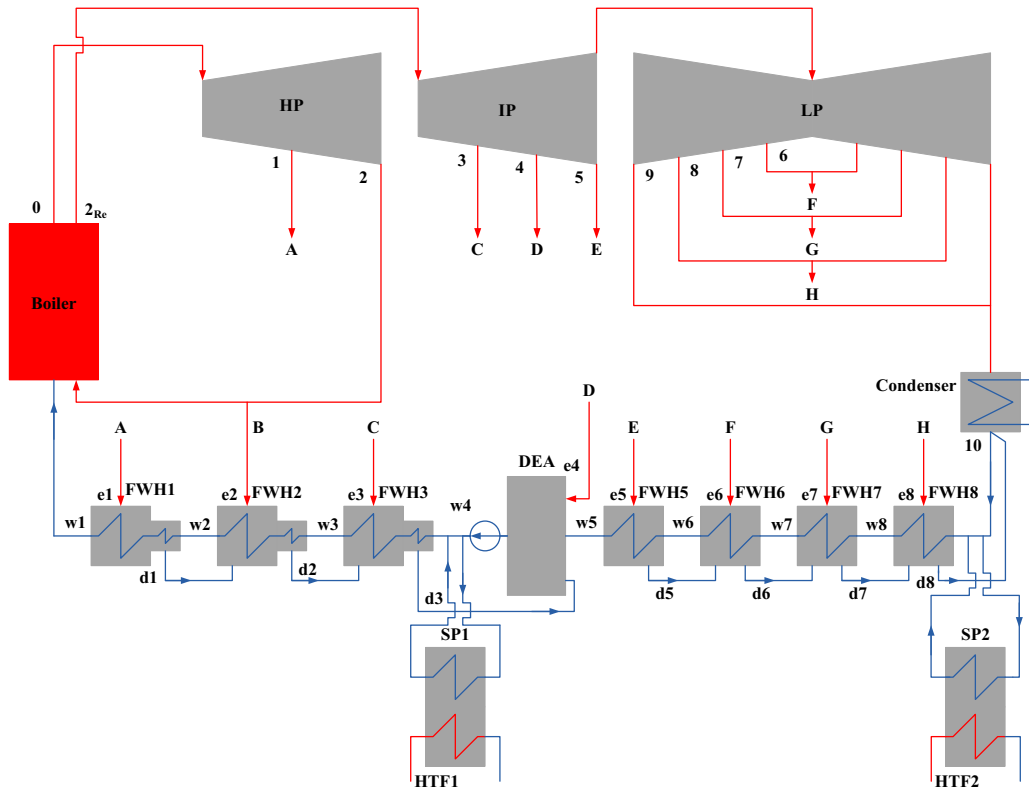 HP
IP
LP
1
2
3
4
5
6
7
8
9
0
2Re
A
C
D
E
F
G
H
Boiler
Condenser
10
A
B
C
D
E
F
G
H
DEA
e4
e1
FWH1
e2
FWH2
e3
FWH3
w4
e5
FWH5
e6
FWH6
e7
FWH7
e8
FWH8
w1
w2
w3
w5
w6
w7
w8
d1
d2
d3
d5
d6
d7
d8
SP1
SP2
HTF1
HTF2